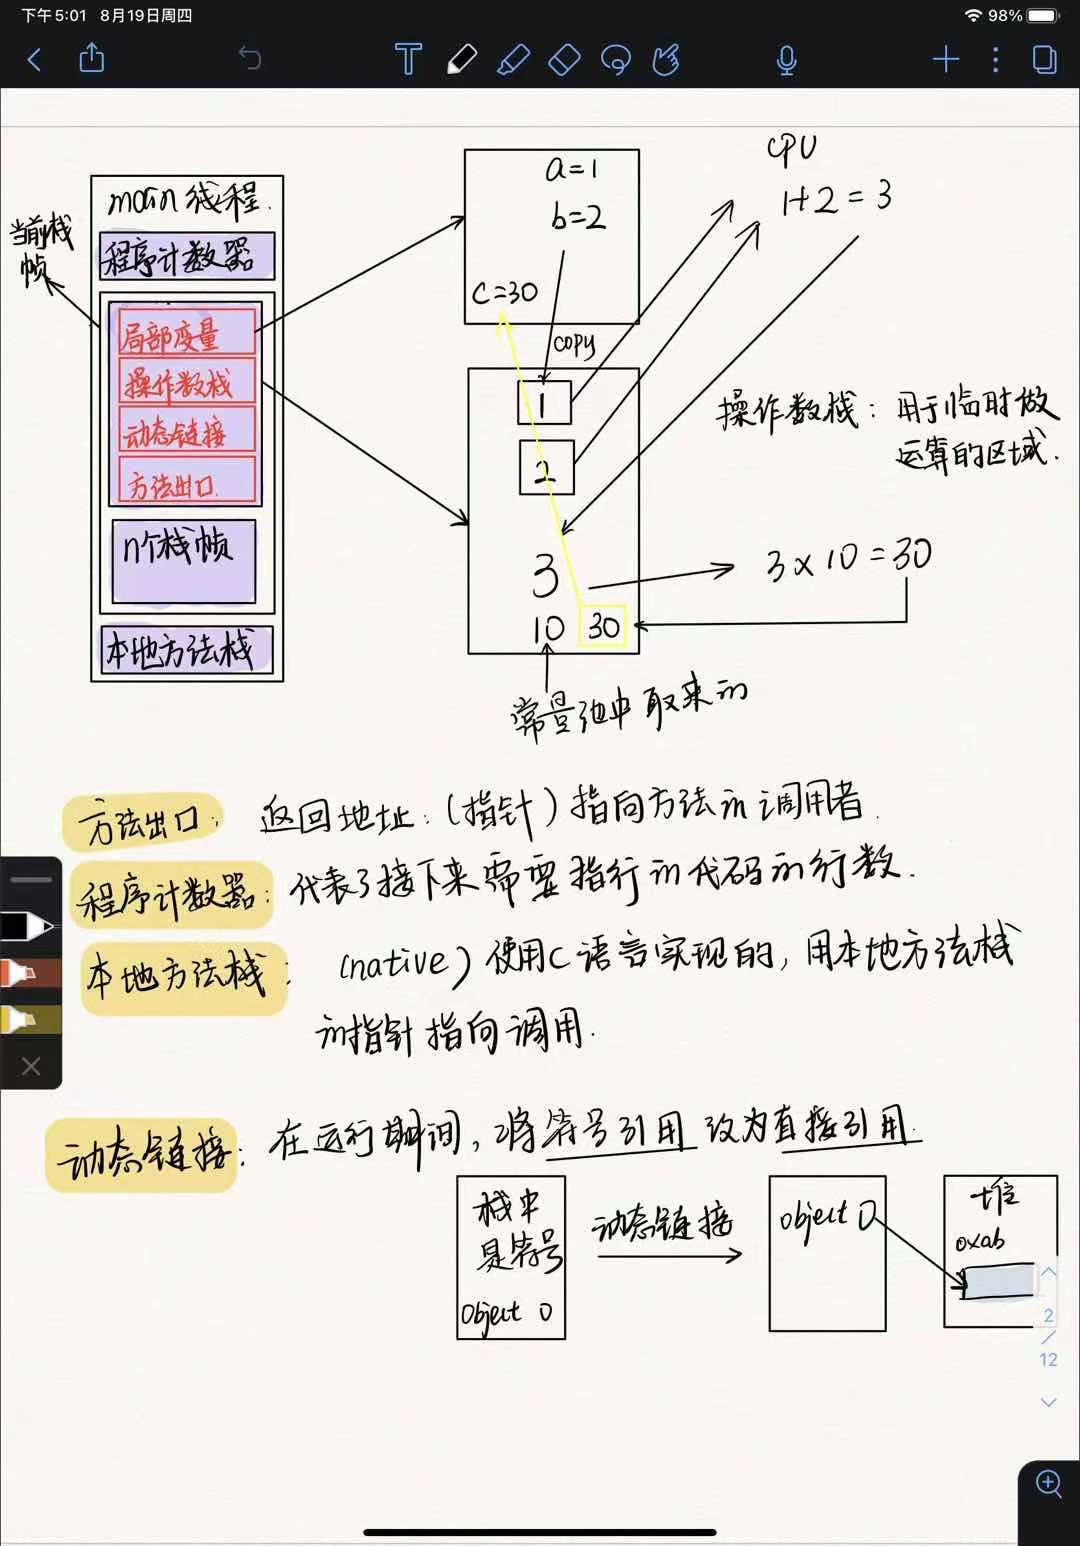 下午5:01 8月19日周四
98%
T
main 线程.
当前栈
帧
程序计数器
局部变量
操作数栈
动态链接
方法出口
n个栈帧
本地方法栈
a=1
b=2
c=30
copy
1
2
3
10
30
CPU
1+2=3
操作数栈: 用于临时做
运算的区域.
3×10=30
常量池中取来的
方法出口: 返回地址:(指针)指向方法的调用者.
程序计数器: 代表了接下来需要指行的代码的行数.
本地方法栈: (native)使用C语言实现的,用本地方法栈
的指针指向调用.
动态链接: 在运行期间,将符号引用改为直接引用.
栈中
是符号
Object O
动态链接
object O
堆
0xab
2
12